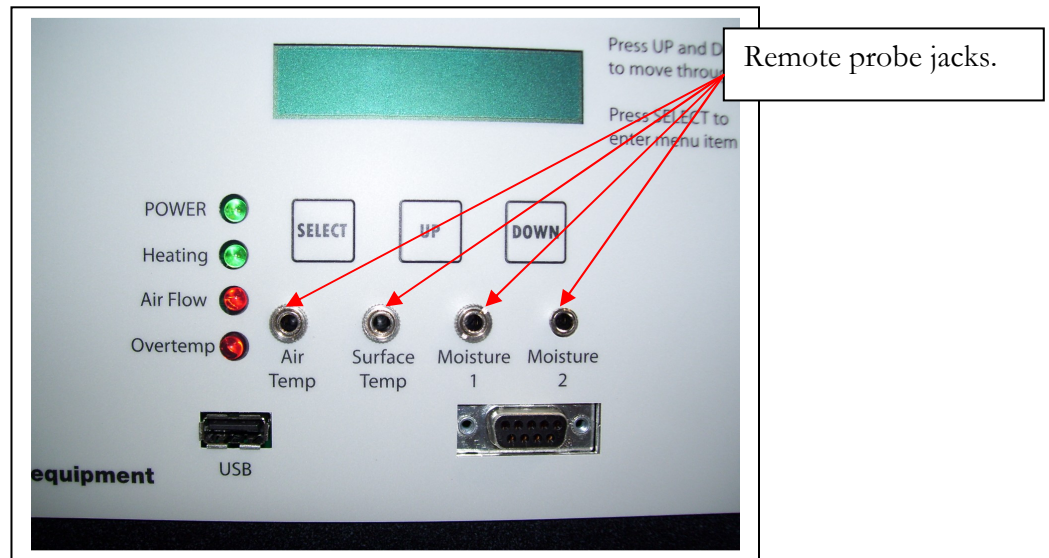 Press UP and D
to move throu
Remote probe jacks.
Press SELECT to
enter menu item
POWER
SELECT
UP
DOWN
Heating
Air Flow
Overtemp
Air
Temp
Surface
Temp
Moisture
1
Moisture
2
USB
equipment